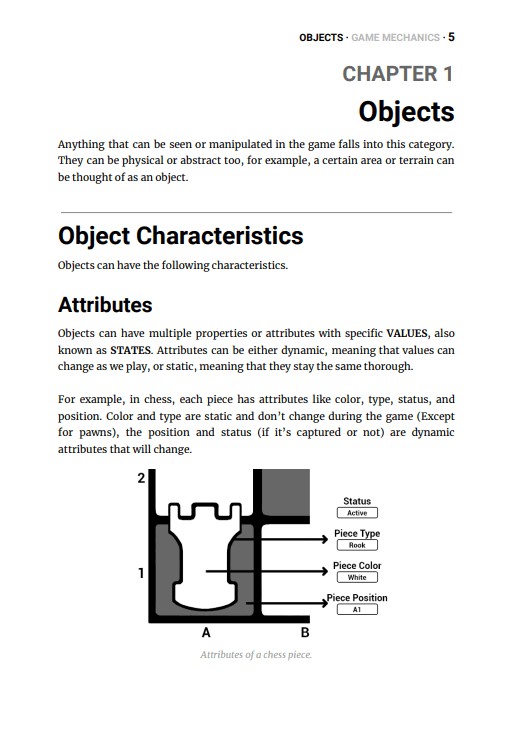 OBJECTS · GAME MECHANICS · 5
CHAPTER 1
Objects
Anything that can be seen or manipulated in the game falls into this category.
They can be physical or abstract too, for example, a certain area or terrain can
be thought of as an object.
Object Characteristics
Objects can have the following characteristics.
Attributes
Objects can have multiple properties or attributes with specific VALUES, also
known as STATES. Attributes can be either dynamic, meaning that values can
change as we play, or static, meaning that they stay the same thorough.
For example, in chess, each piece has attributes like color, type, status, and
position. Color and type are static and don't change during the game (Except
for pawns), the position and status (if it's captured or not) are dynamic
attributes that will change.
2
Status
Active
Piece Type
Rook
1
Piece Color
White
Piece Position
A1
A B
Attributes of a chess piece.